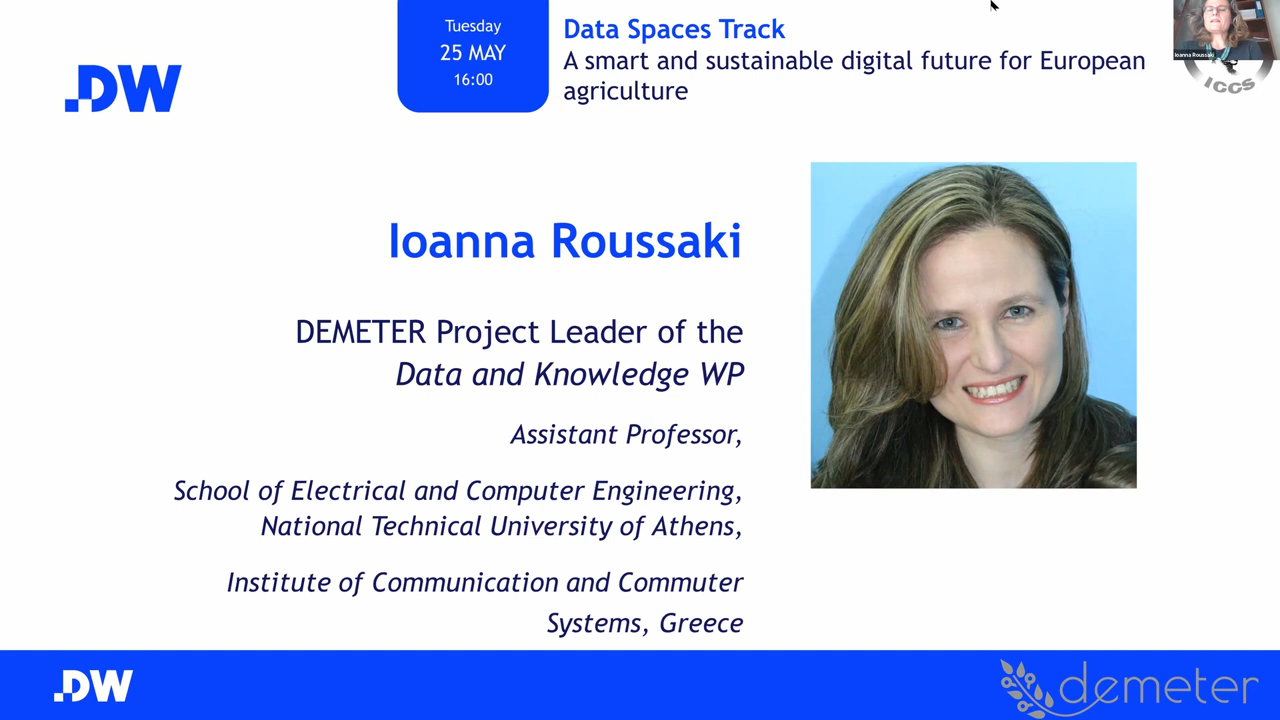 .DW
Tuesday
25 MAY
16:00
Data Spaces Track
A smart and sustainable digital future for European
agriculture
Ioanna Roussaki
ICCS
Ioanna Roussaki
DEMETER Project Leader of the
Data and Knowledge WP
Assistant Professor,
School of Electrical and Computer Engineering,
National Technical University of Athens,
Institute of Communication and Commuter
Systems, Greece
.DW
demeter